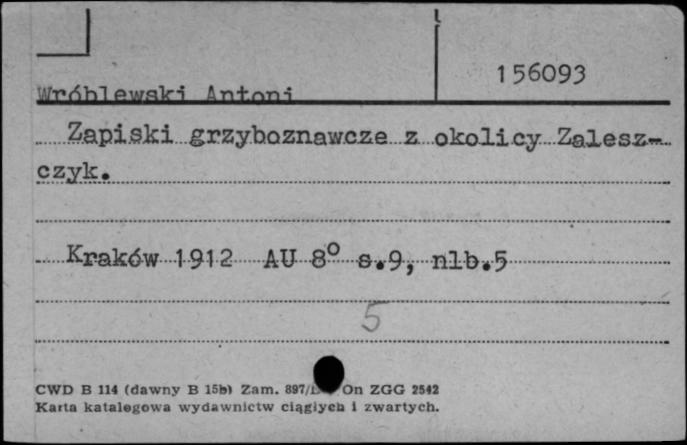 156093
Wróblewski Antoni
Zapiski grzyboznawcze z okolicy Zalesz-
czyk.
Kraków 1912 AU 8° s.9, nlb.5
5
CWD B 114 (dawny B 15b) Zam. 897/ On ZGG 2542
Karta katalogowa wydawnictw ciągłych i zwartych.